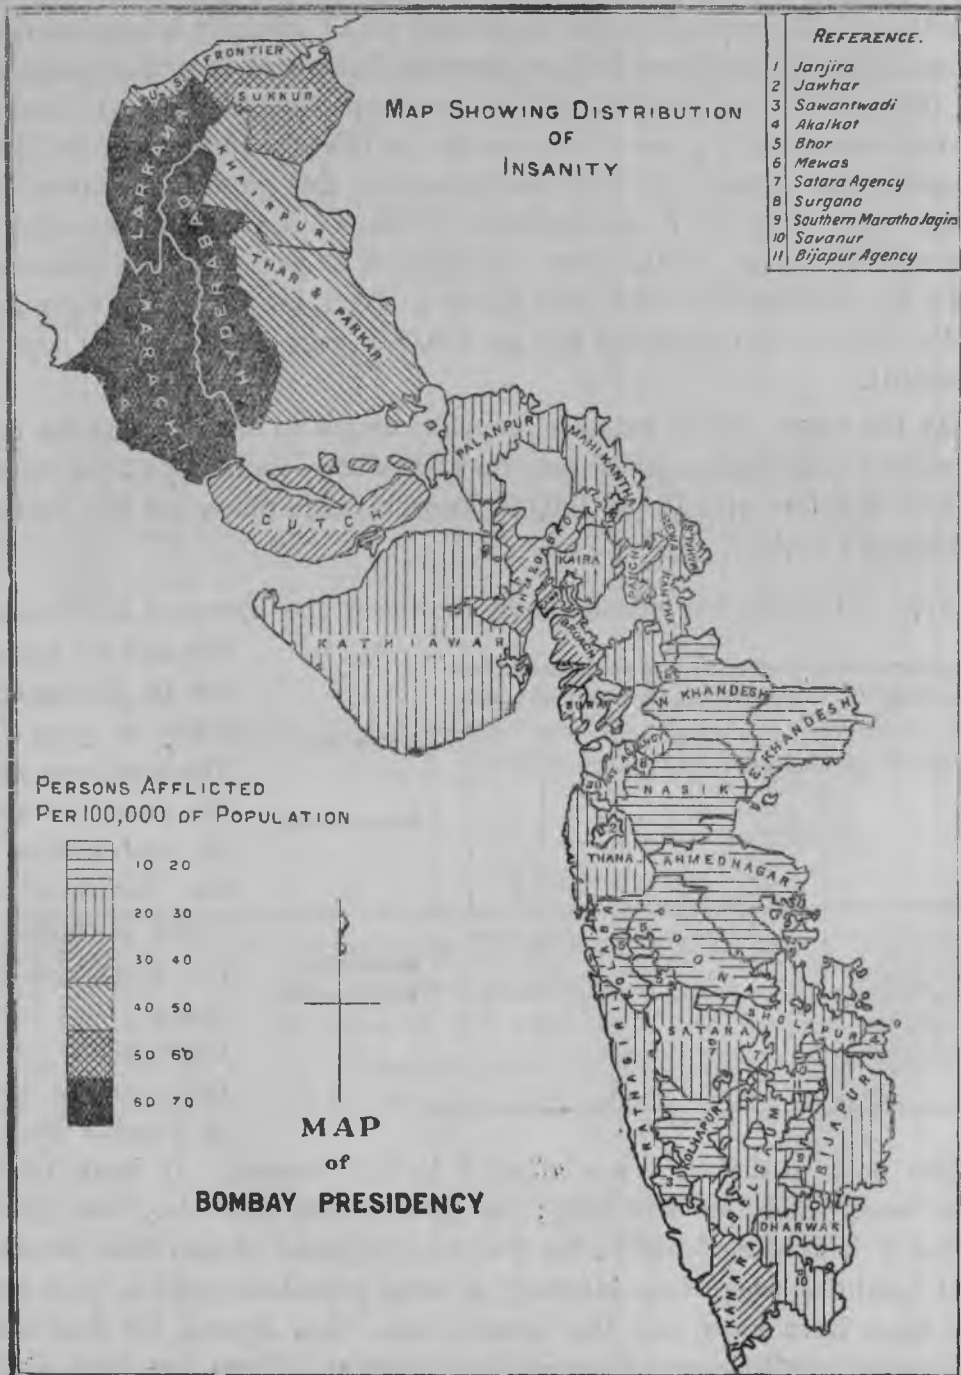 REFERENCE.
1 Janjira
2 Jawhar
3 Sawantwadi
4 Akalkot
5 Bhor
6 Mewas
7 Satara Agency
8 Surgana
9 Southern Maratha Jagirs
10 Savanur
11 Bijapur Agency
MAP SHOWING DISTRIBUTION
OF
INSANITY
U. S. FRONTIER
SUKKUR
LARKANA
KHAIRPUR
HYDERABAD
KARACHI
THAR & PARKAR
CUTCH
PALANPUR
MAHI KANTHA
AHMEDABAD
KAIRA
PANCH
REWA KANTHA
KATHIAWAR
BROACH
SURAT
W. KHANDESH
E. KHANDESH
NASIK
THANA
AHMEDNAGAR
KOLABA
POONA
SATARA
SHOLAPUR
RATNAGIRI
KOLHAPUR
BELGAUM
BIJAPUR
DHARWAR
N. KANARA
PERSONS AFFLICTED
PER 100,000 OF POPULATION
10 20
20 30
30 40
40 50
50 60
60 70
MAP
of
BOMBAY PRESIDENCY